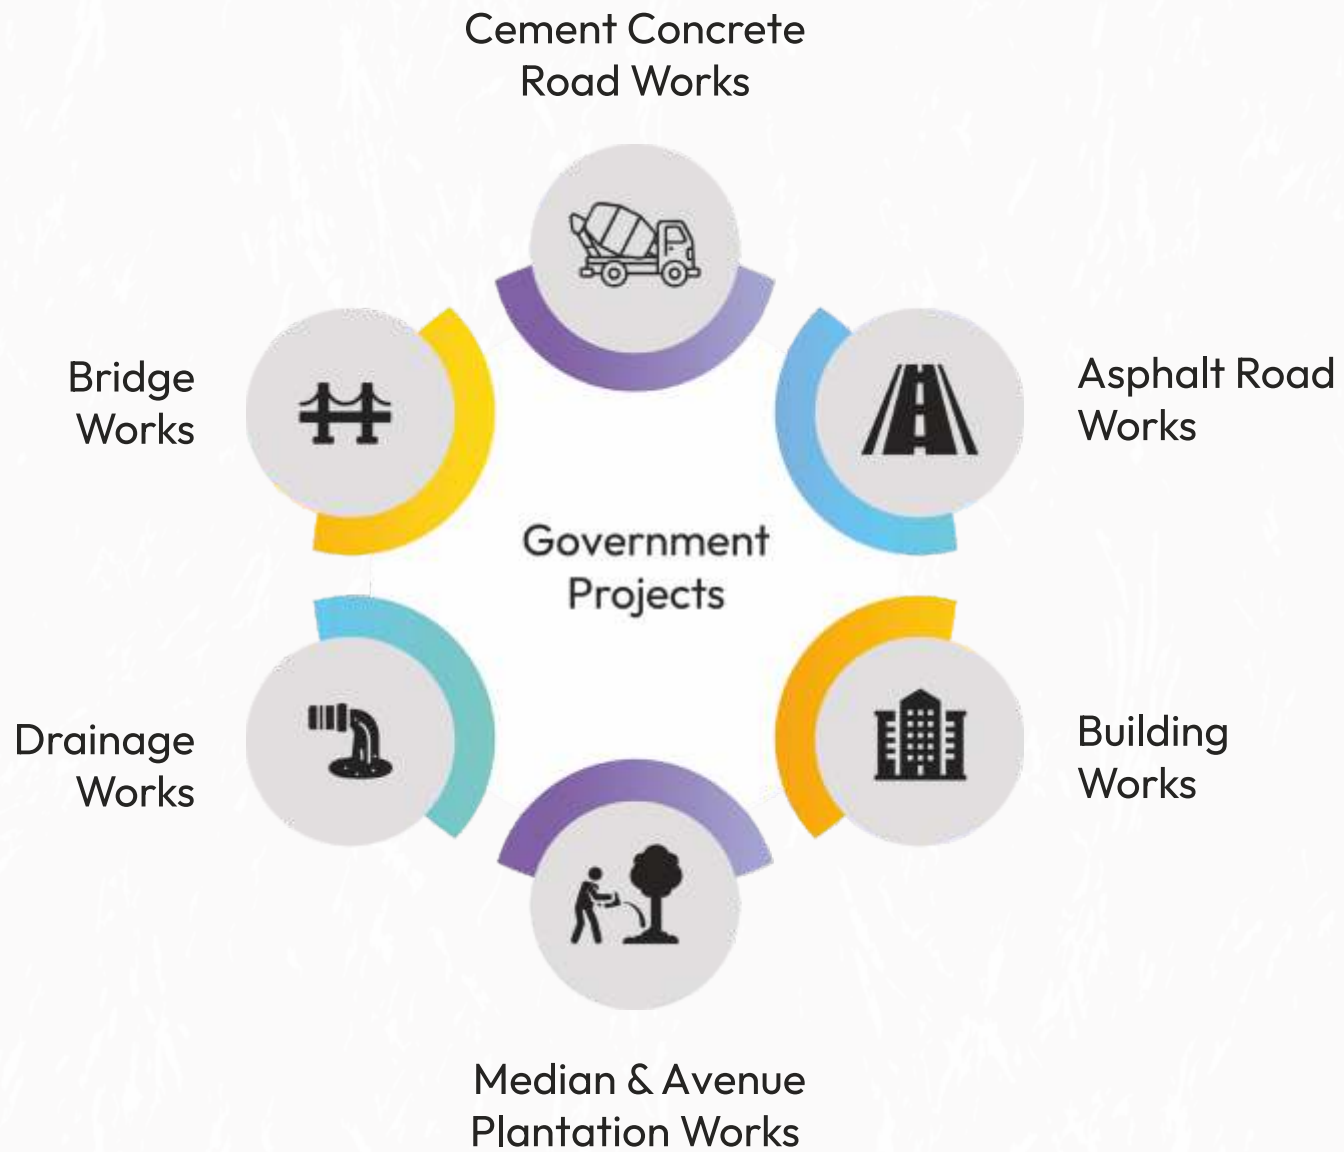 Cement Concrete
Road Works
Bridge
Works
Asphalt Road
Works
Government
Projects
Drainage
Works
Building
Works
Median & Avenue
Plantation Works